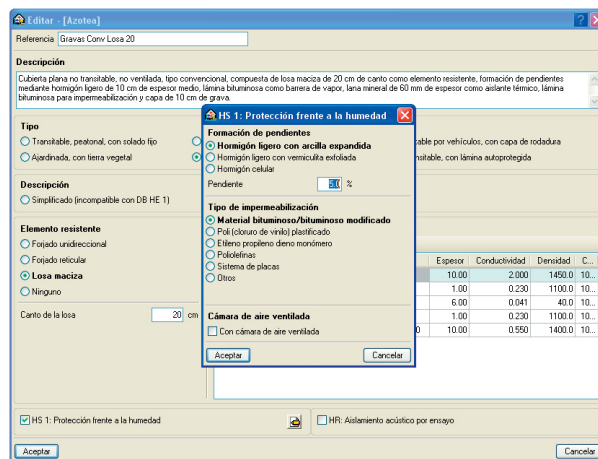 Editar - [Azotea]
Referencia Gravas Conv Losa 20
Descripción
Cubierta plana no transitable, no ventilada, tipo convencional, compuesta de losa maciza de 20 cm de canto como elemento resistente, formación de pendientes
mediante hormigón ligero de 10 cm de espesor medio, lámina bituminosa como barrera de vapor, lana mineral de 60 mm de espesor como aislante térmico, lámina
bituminosa para impermeabilización y capa de 10 cm de grava.
Tipo
Transitable, peatonal, con solado fijo
table por vehículos, con capa de rodadura
Ajardinada, con tierra vegetal
sitable, con lámina autoprotegida
Descripción
Simplificado (incompatible con DB HE 1)
Elemento resistente
Forjado unidireccional
Forjado reticular
Losa maciza
Ninguno
Canto de la losa 20 cm
Espesor Conductividad Densidad C...
10.00 2.000 1450.0 10...
1.00 0.230 1100.0 10...
6.00 0.041 40.0 10...
1.00 0.230 1100.0 10...
0 10.00 0.550 1400.0 10...
HS 1: Protección frente a la humedad
Formación de pendientes
Hormigón ligero con arcilla expandida
Hormigón ligero con vermiculita exfoliada
Hormigón celular
Pendiente 5.0 %
Tipo de impermeabilización
Material bituminoso/bituminoso modificado
Poli (cloruro de vinilo) plastificado
Etileno propileno dieno monómero
Poliolefinas
Sistema de placas
Otros
Cámara de aire ventilada
Con cámara de aire ventilada
Aceptar Cancelar
HS 1: Protección frente a la humedad
HR: Aislamiento acústico por ensayo
Aceptar Cancelar